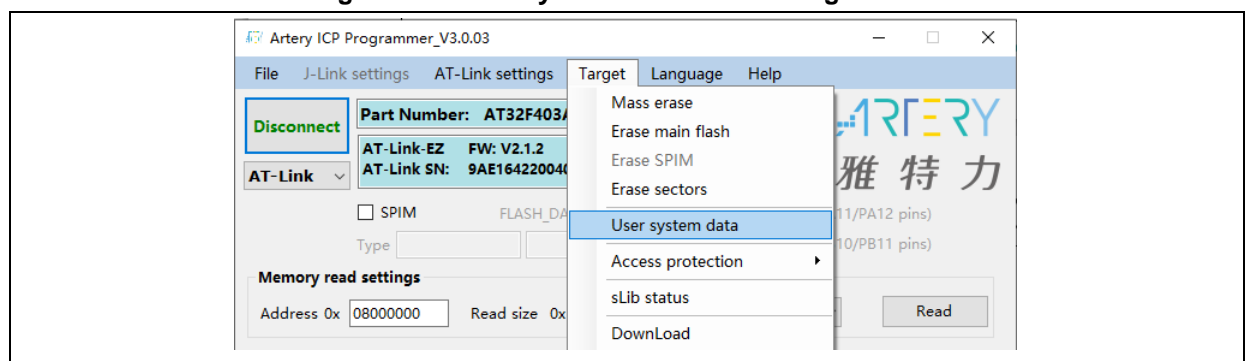 Artery ICP Programmer_V3.0.03
File J-Link settings AT-Link settings Target Language Help
Disconnect
Part Number: AT32F403A
AT-Link-EZ FW: V2.1.2
AT-Link SN: 9AE164220040
AT-Link
Mass erase
Erase main flash
Erase SPIM
Erase sectors
User system data
Access protection
sLib status
DownLoad
ARTERY
雅特力
SPIM FLASH_DA
11/PA12 pins)
Type
10/PB11 pins)
Memory read settings
Address 0x 08000000 Read size 0x
Read